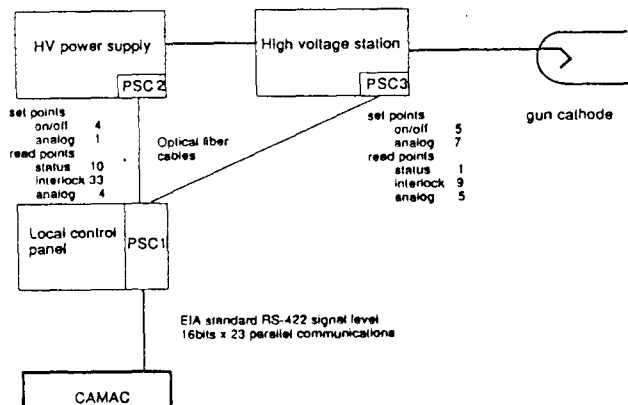 HV power supply
PSC2
High voltage station
PSC3
gun cathode
set points
on/off 4
analog 1
read points
status 10
interlock 33
analog 4
Optical fiber
cables
set points
on/off 5
analog 7
read points
status 1
interlock 9
analog 5
Local control
panel
PSC1
EIA standard RS-422 signal level
16bits x 23 parallel communications
CAMAC